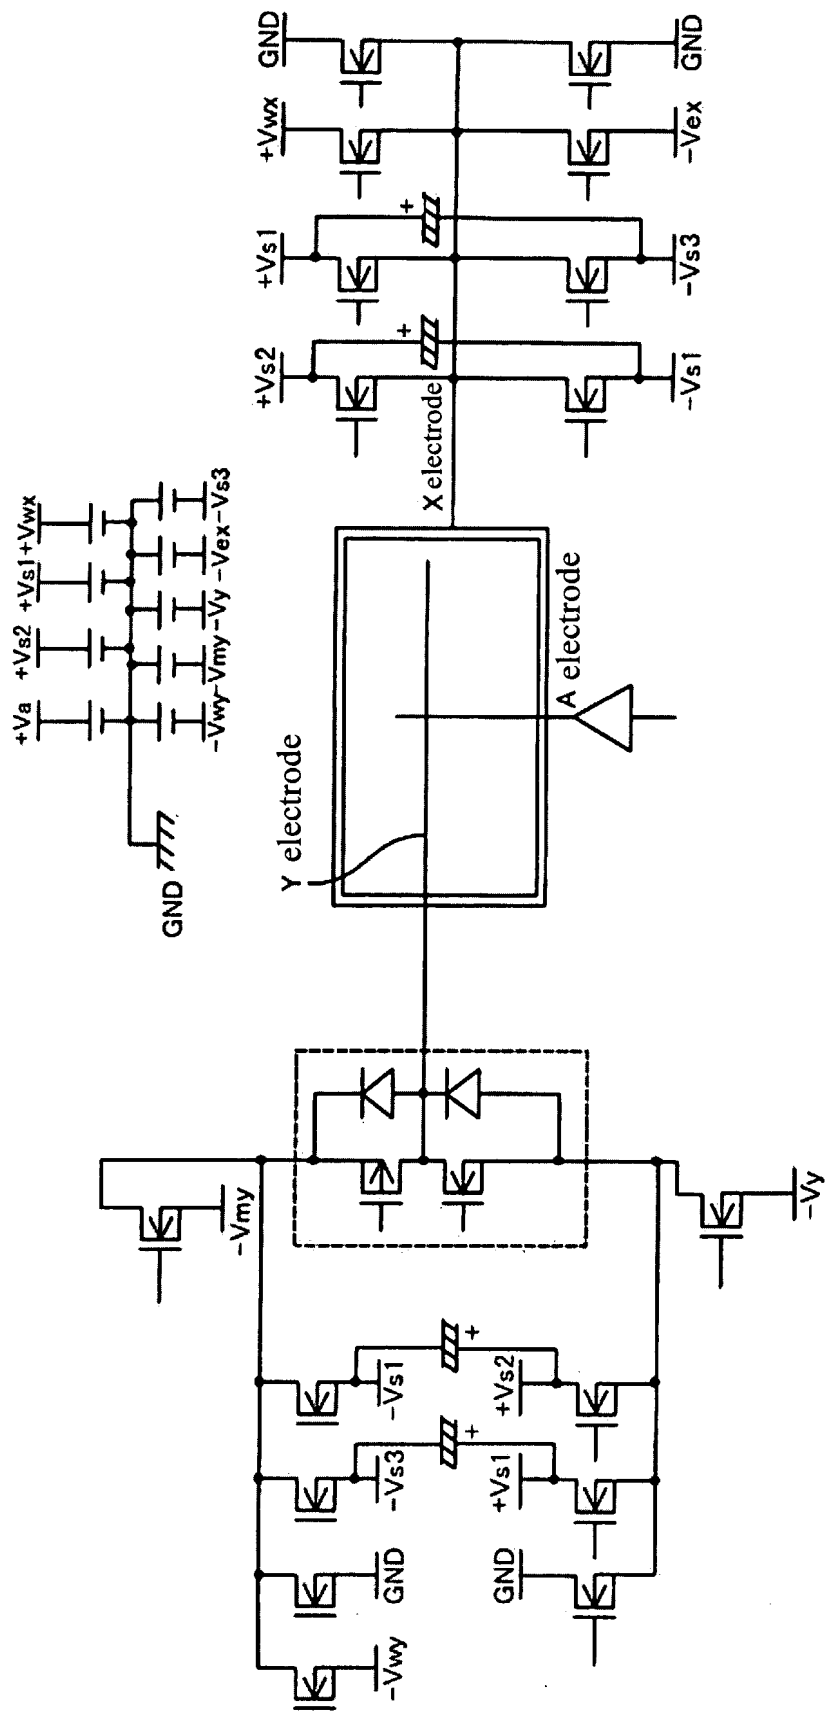 GND
+Vwx
+Vs1
+Vs2
GND
-Vex
-Vs3
-Vs1
X electrode
+Va
+Vs2
+Vs1
+Vwx
-Vwy
-Vmy
-Vy
-Vex
-Vs3
GND
Y electrode
A electrode
-Vmy
-Vy
-Vs1
+
+Vs2
-Vs3
+
+Vs1
GND
GND
-Vwy
+
+